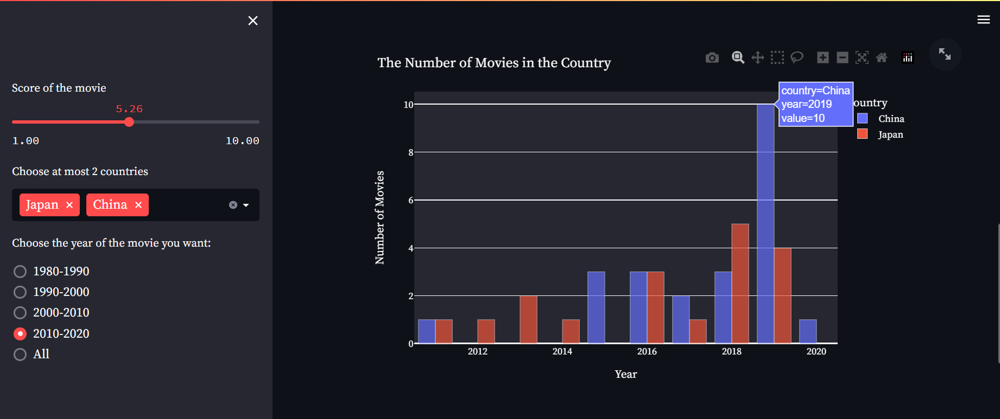 Score of the movie
5.26
1.00 10.00
Choose at most 2 countries
Japan China
Choose the year of the movie you want:
1980-1990
1990-2000
2000-2010
2010-2020
All
The Number of Movies in the Country
country=China
year=2019
value=10
ountry
China
Japan
Number of Movies
10
8
6
4
2
0
2012 2014 2016 2018 2020
Year